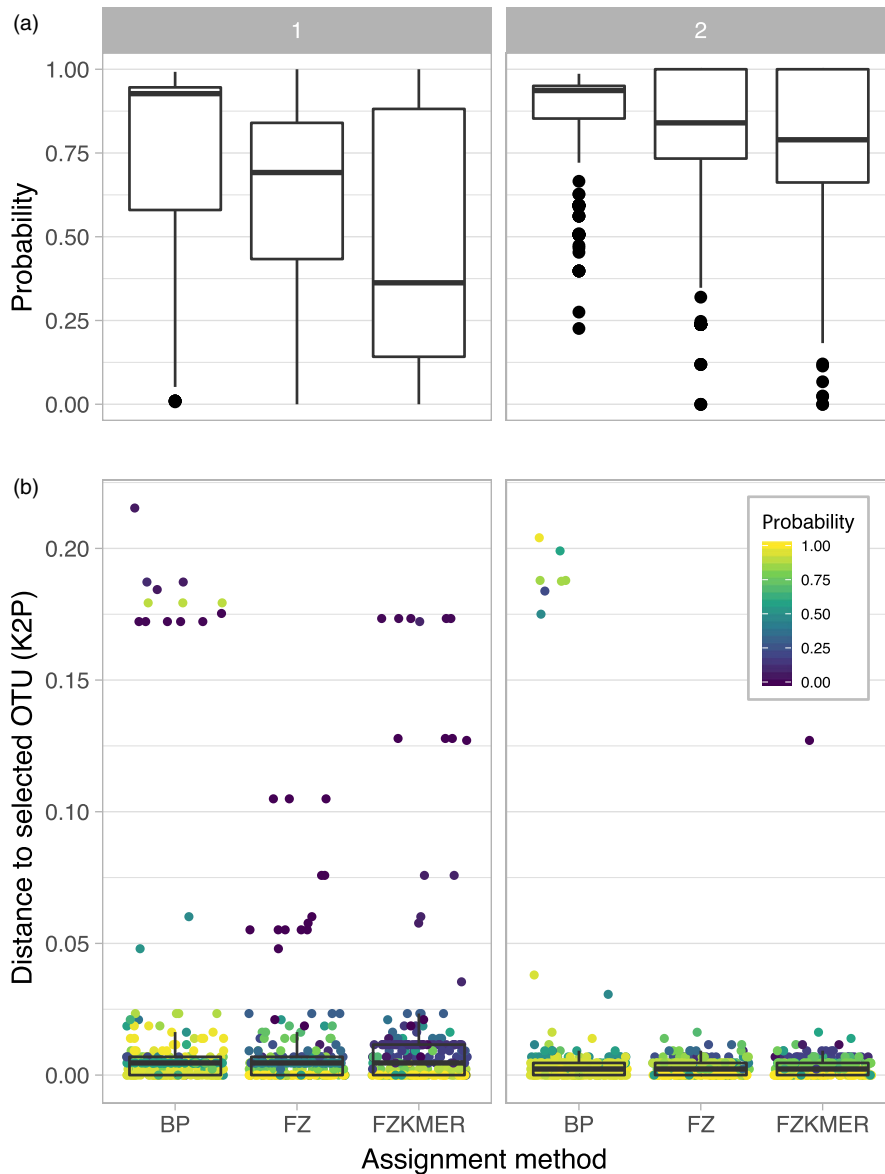 (a)
1
2
1.00
0.75
0.50
0.25
0.00
Probability
(b)
0.20
0.15
0.10
0.05
0.00
Distance to selected OTU (K2P)
Probability
1.00
0.75
0.50
0.25
0.00
BP
FZ
FZKMER
BP
FZ
FZKMER
Assignment method